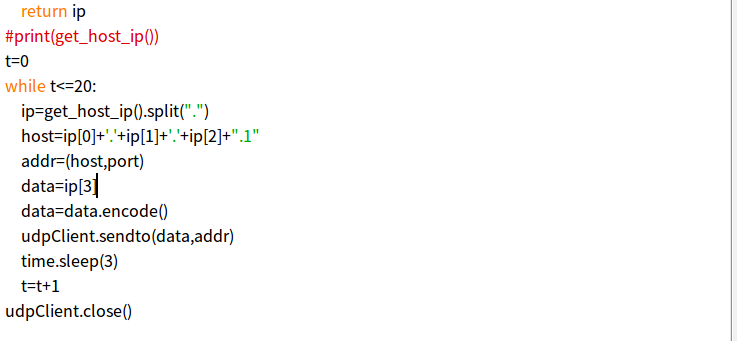 return ip
#print(get_host_ip())
t=0
while t<=20:
ip=get_host_ip().split(".")
host=ip[0]+'.'+ip[1]+'.'+ip[2]+".1"
addr=(host,port)
data=ip[3]
data=data.encode()
udpClient.sendto(data,addr)
time.sleep(3)
t=t+1
udpClient.close()